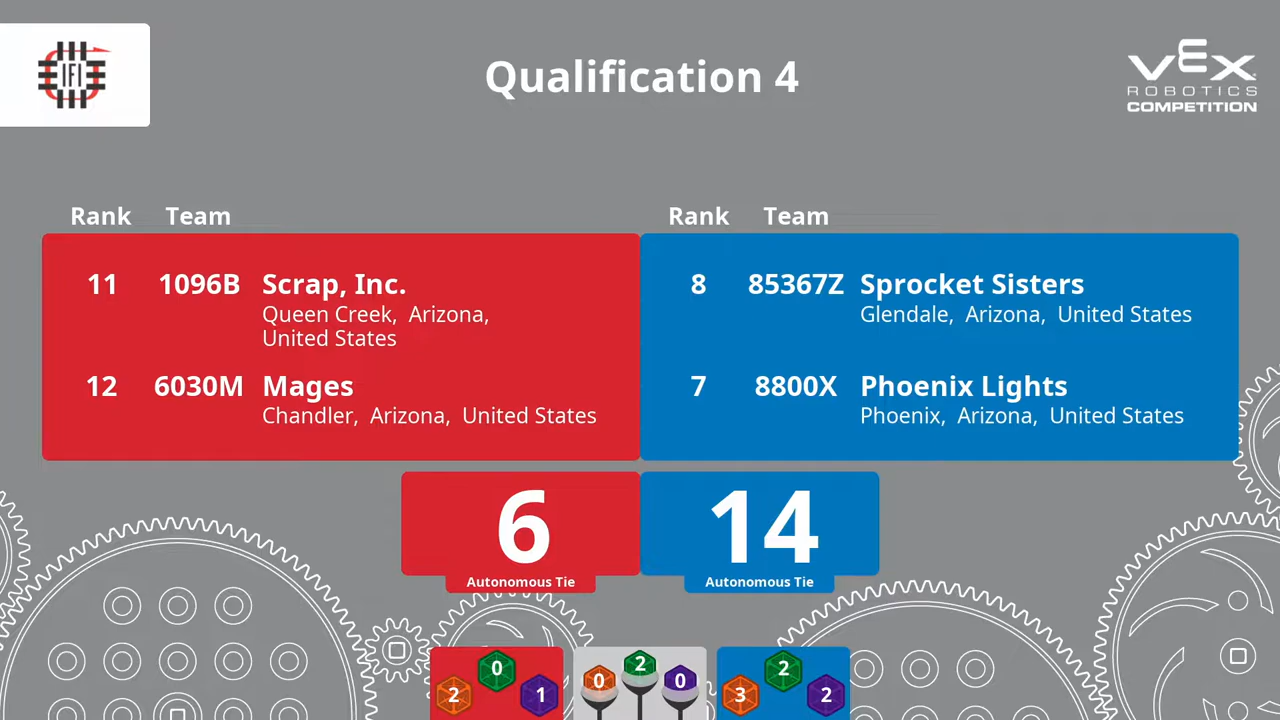 IFI
Qualification 4
VEX
ROBOTICS
COMPETITION
Rank Team
Rank Team
11 1096B Scrap, Inc.
Queen Creek, Arizona,
United States
12 6030M Mages
Chandler, Arizona, United States
8 85367Z Sprocket Sisters
Glendale, Arizona, United States
7 8800X Phoenix Lights
Phoenix, Arizona, United States
6
14
Autonomous Tie
Autonomous Tie
2 0 1
0 2 0
3 2 2